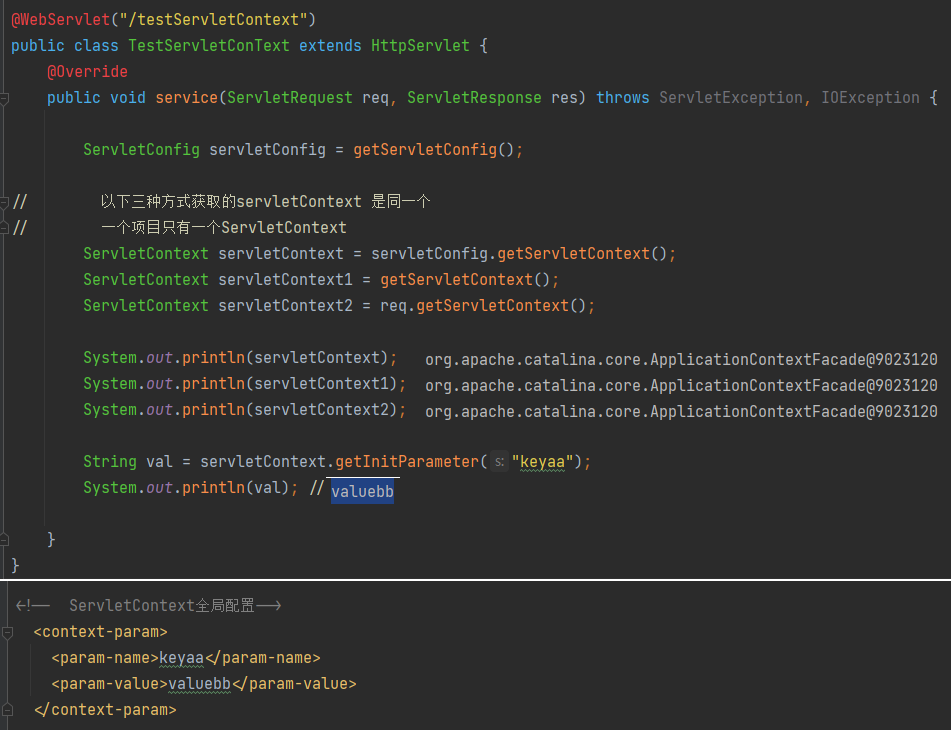 @WebServlet("/testServletContext")
public class TestServletConText extends HttpServlet {
@Override
public void service(ServletRequest req, ServletResponse res) throws ServletException, IOException {
ServletConfig servletConfig = getServletConfig();
// 以下三种方式获取的servletContext 是同一个
// 一个项目只有一个ServletContext
ServletContext servletContext = servletConfig.getServletContext();
ServletContext servletContext1 = getServletContext();
ServletContext servletContext2 = req.getServletContext();
System.out.println(servletContext); org.apache.catalina.core.ApplicationContextFacade@9023120
System.out.println(servletContext1); org.apache.catalina.core.ApplicationContextFacade@9023120
System.out.println(servletContext2); org.apache.catalina.core.ApplicationContextFacade@9023120
String val = servletContext.getInitParameter( s: "keyaa");
System.out.println(val); // valuebb
}
}
<!-- ServletContext全局配置-->
<context-param>
<param-name>keyaa</param-name>
<param-value>valuebb</param-value>
</context-param>